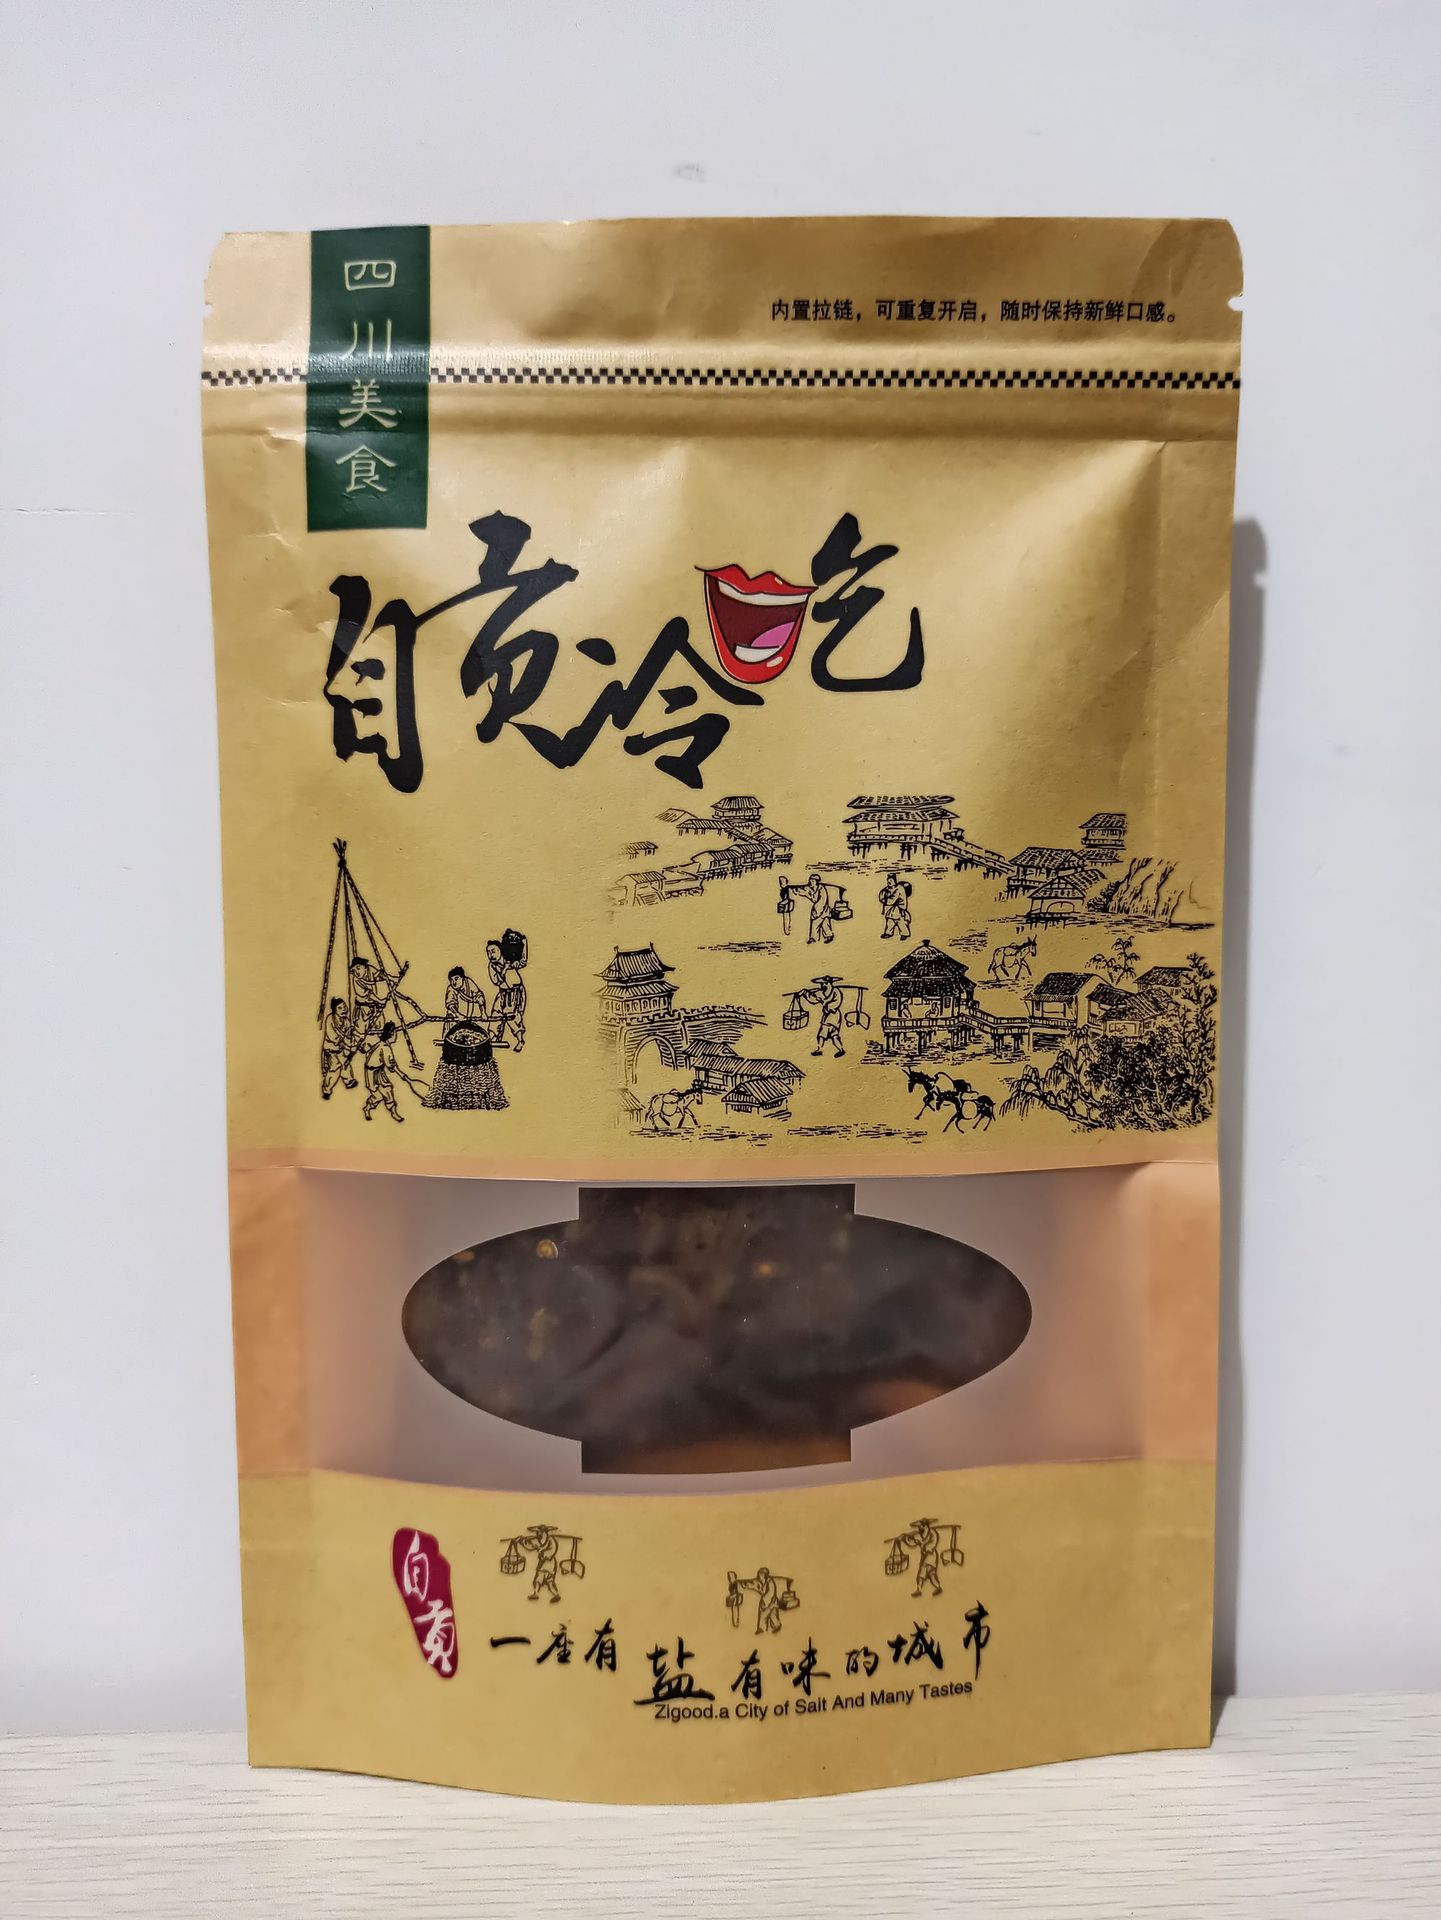 四川美食
内置拉链，可重复开启，随时保持新鲜口感。
自贡冷吃
自贡
一座有盐有味的城市
Zigood.a City of Salt And Many Tastes